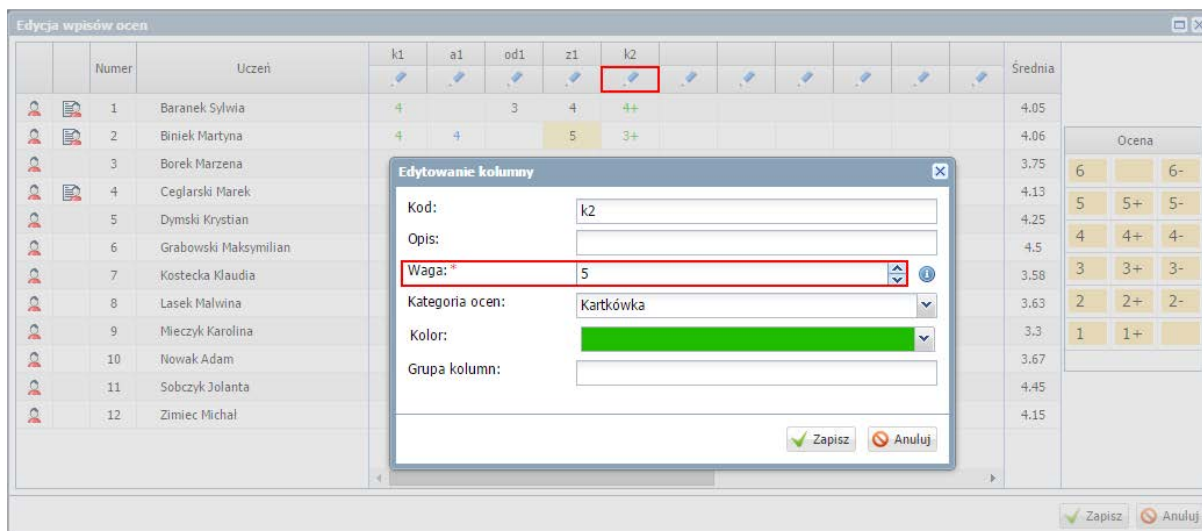 Edycja wpisów ocen
Numer Uczeń k1 a1 od1 z1 k2 Średnia
1 Baranek Sylwia 4 3 4 4+ 4.05
2 Biniek Martyna 4 4 5 3+ 4.06
3 Borek Marzena 3.75
4 Ceglarski Marek 4.13
5 Dymski Krystian 4.25
6 Grabowski Maksymilian 4.5
7 Kostecka Klaudia 3.58
8 Lasek Malwina 3.63
9 Mieczyk Karolina 3.3
10 Nowak Adam 3.67
11 Sobczyk Jolanta 4.45
12 Zimiec Michał 4.15
Edytowanie kolumny
Kod: k2
Opis:
Waga:* 5
Kategoria ocen: Kartkówka
Kolor:
Grupa kolumn:
Zapisz Anuluj
Ocena
6 6-
5 5+ 5-
4 4+ 4-
3 3+ 3-
2 2+ 2-
1 1+
Zapisz Anuluj